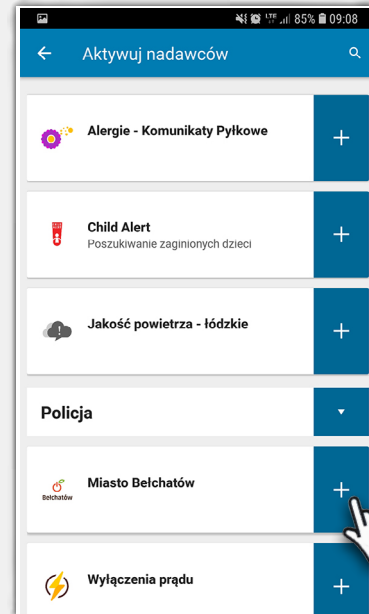 LTE 85% 09:08
Aktywuj nadawców
Alergie - Komunikaty Pyłkowe
Child Alert
Poszukiwanie zaginionych dzieci
Jakość powietrza - łódzkie
Policja
Miasto Bełchatów
Bełchatów
Wyłączenia prądu